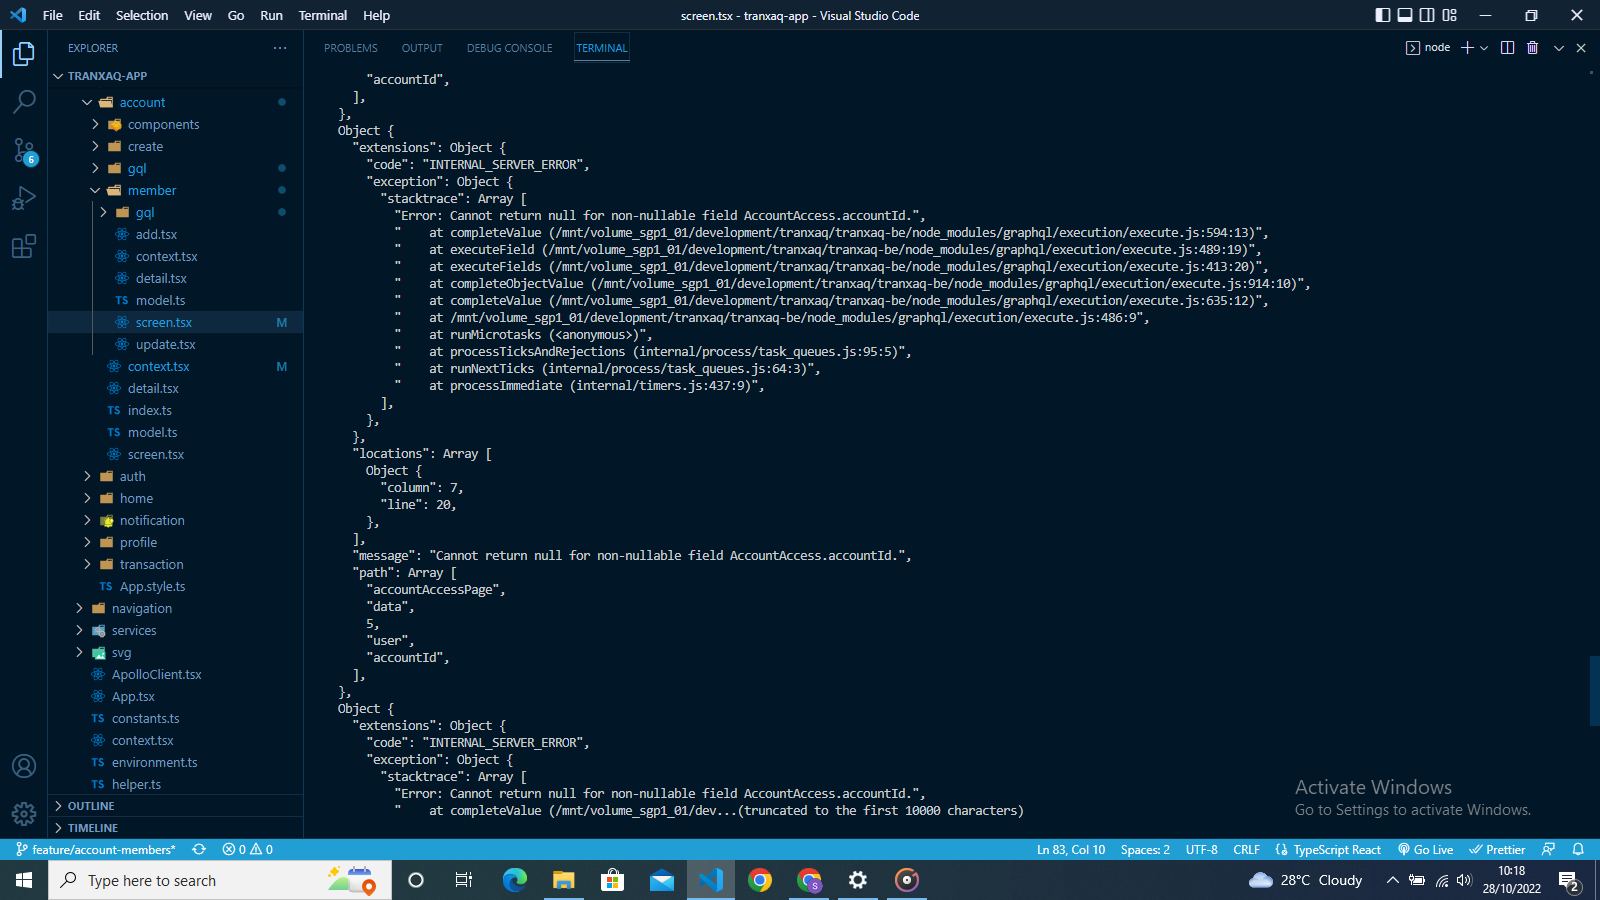 File Edit Selection View Go Run Terminal Help
screen.tsx - tranxaq-app - Visual Studio Code
EXPLORER
TRANXAQ-APP
account
components
create
gql
member
gql
add.tsx
context.tsx
detail.tsx
TS model.ts
screen.tsx M
update.tsx
context.tsx M
detail.tsx
TS index.ts
TS model.ts
screen.tsx
auth
home
notification
profile
transaction
TS App.style.ts
navigation
services
svg
ApolloClient.tsx
App.tsx
TS constants.ts
context.tsx
TS environment.ts
TS helper.ts
OUTLINE
TIMELINE
6
PROBLEMS OUTPUT DEBUG CONSOLE TERMINAL
node
"accountId",
],
},
Object {
"extensions": Object {
"code": "INTERNAL_SERVER_ERROR",
"exception": Object {
"stacktrace": Array [
"Error: Cannot return null for non-nullable field AccountAccess.accountId.",
"    at completeValue (/mnt/volume_sgp1_01/development/tranxaq/tranxaq-be/node_modules/graphql/execution/execute.js:594:13)",
"    at executeField (/mnt/volume_sgp1_01/development/tranxaq/tranxaq-be/node_modules/graphql/execution/execute.js:489:19)",
"    at executeFields (/mnt/volume_sgp1_01/development/tranxaq/tranxaq-be/node_modules/graphql/execution/execute.js:413:20)",
"    at completeObjectValue (/mnt/volume_sgp1_01/development/tranxaq/tranxaq-be/node_modules/graphql/execution/execute.js:914:10)",
"    at completeValue (/mnt/volume_sgp1_01/development/tranxaq/tranxaq-be/node_modules/graphql/execution/execute.js:635:12)",
"    at /mnt/volume_sgp1_01/development/tranxaq/tranxaq-be/node_modules/graphql/execution/execute.js:486:9",
"    at runMicrotasks (<anonymous>)",
"    at processTicksAndRejections (internal/process/task_queues.js:95:5)",
"    at runNextTicks (internal/process/task_queues.js:64:3)",
"    at processImmediate (internal/timers.js:437:9)",
],
},
},
"locations": Array [
Object {
"column": 7,
"line": 20,
},
],
"message": "Cannot return null for non-nullable field AccountAccess.accountId.",
"path": Array [
"accountAccessPage",
"data",
5,
"user",
"accountId",
],
},
Object {
"extensions": Object {
"code": "INTERNAL_SERVER_ERROR",
"exception": Object {
"stacktrace": Array [
"Error: Cannot return null for non-nullable field AccountAccess.accountId.",
"    at completeValue (/mnt/volume_sgp1_01/dev...(truncated to the first 10000 characters)
Activate Windows
Go to Settings to activate Windows.
feature/account-members* 0 0 Ln 83, Col 10 Spaces: 2 UTF-8 CRLF TypeScript React Go Live Prettier
Type here to search
S
28°C Cloudy
10:18
28/10/2022
2